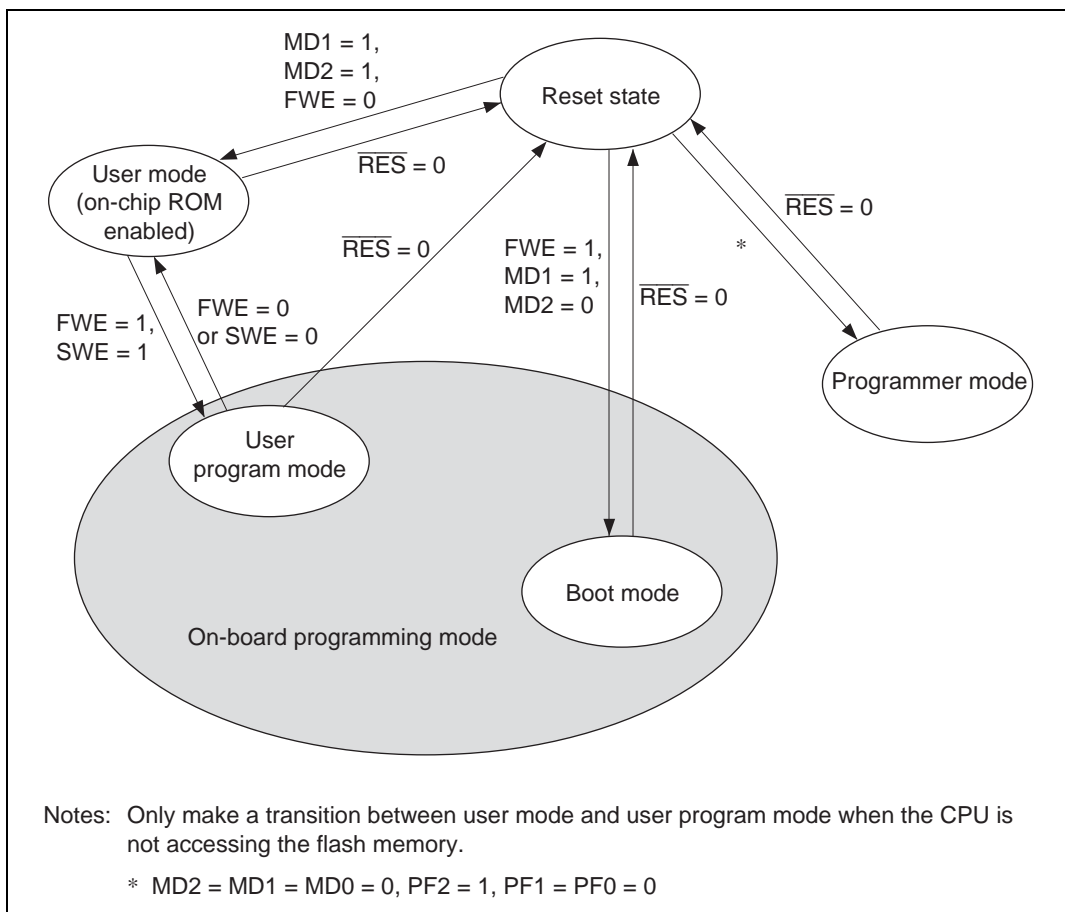 MD1 = 1,
MD2 = 1,
FWE = 0
Reset state
RES = 0
User mode
(on-chip ROM
enabled)
RES = 0
RES = 0
*
FWE = 1,
MD1 = 1,
MD2 = 0
RES = 0
FWE = 1,
SWE = 1
FWE = 0
or SWE = 0
Programmer mode
User
program mode
Boot mode
On-board programming mode
Notes: Only make a transition between user mode and user program mode when the CPU is
not accessing the flash memory.
* MD2 = MD1 = MD0 = 0, PF2 = 1, PF1 = PF0 = 0